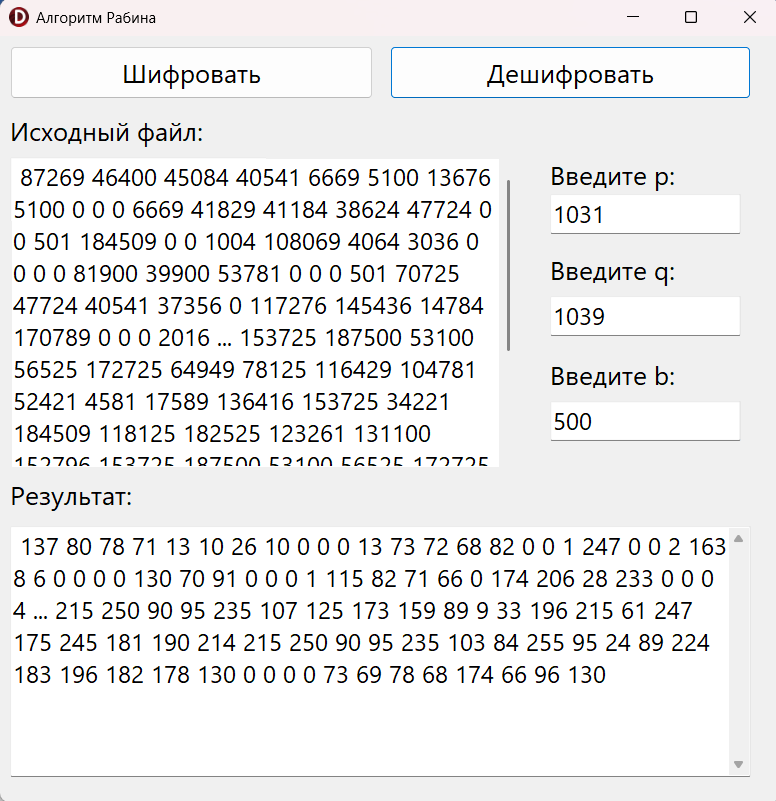 Алгоритм Рабина
Шифровать
Дешифровать
Исходный файл:
87269 46400 45084 40541 6669 5100 13676
5100 0 0 0 6669 41829 41184 38624 47724 0
0 501 184509 0 0 1004 108069 4064 3036 0
0 0 0 81900 39900 53781 0 0 0 501 70725
47724 40541 37356 0 117276 145436 14784
170789 0 0 0 2016 ... 153725 187500 53100
56525 172725 64949 78125 116429 104781
52421 4581 17589 136416 153725 34221
184509 118125 182525 123261 131100
152796 153725 187500 53100 56525 172725
Введите p:
1031
Введите q:
1039
Введите b:
500
Результат:
137 80 78 71 13 10 26 10 0 0 0 13 73 72 68 82 0 0 1 247 0 0 2 163
8 6 0 0 0 0 130 70 91 0 0 0 1 115 82 71 66 0 174 206 28 233 0 0 0
4 ... 215 250 90 95 235 107 125 173 159 89 9 33 196 215 61 247
175 245 181 190 214 215 250 90 95 235 103 84 255 95 24 89 224
183 196 182 178 130 0 0 0 0 73 69 78 68 174 66 96 130